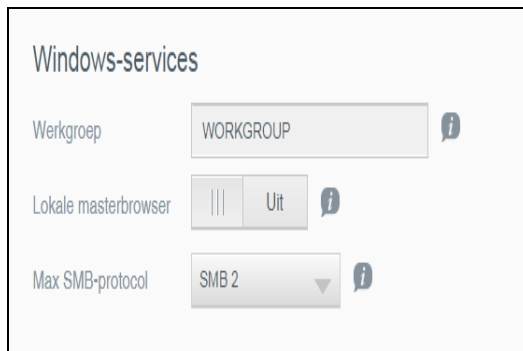 Windows-services
Werkgroep WORKGROUP
Lokale masterbrowser Uit
Max SMB-protocol SMB 2